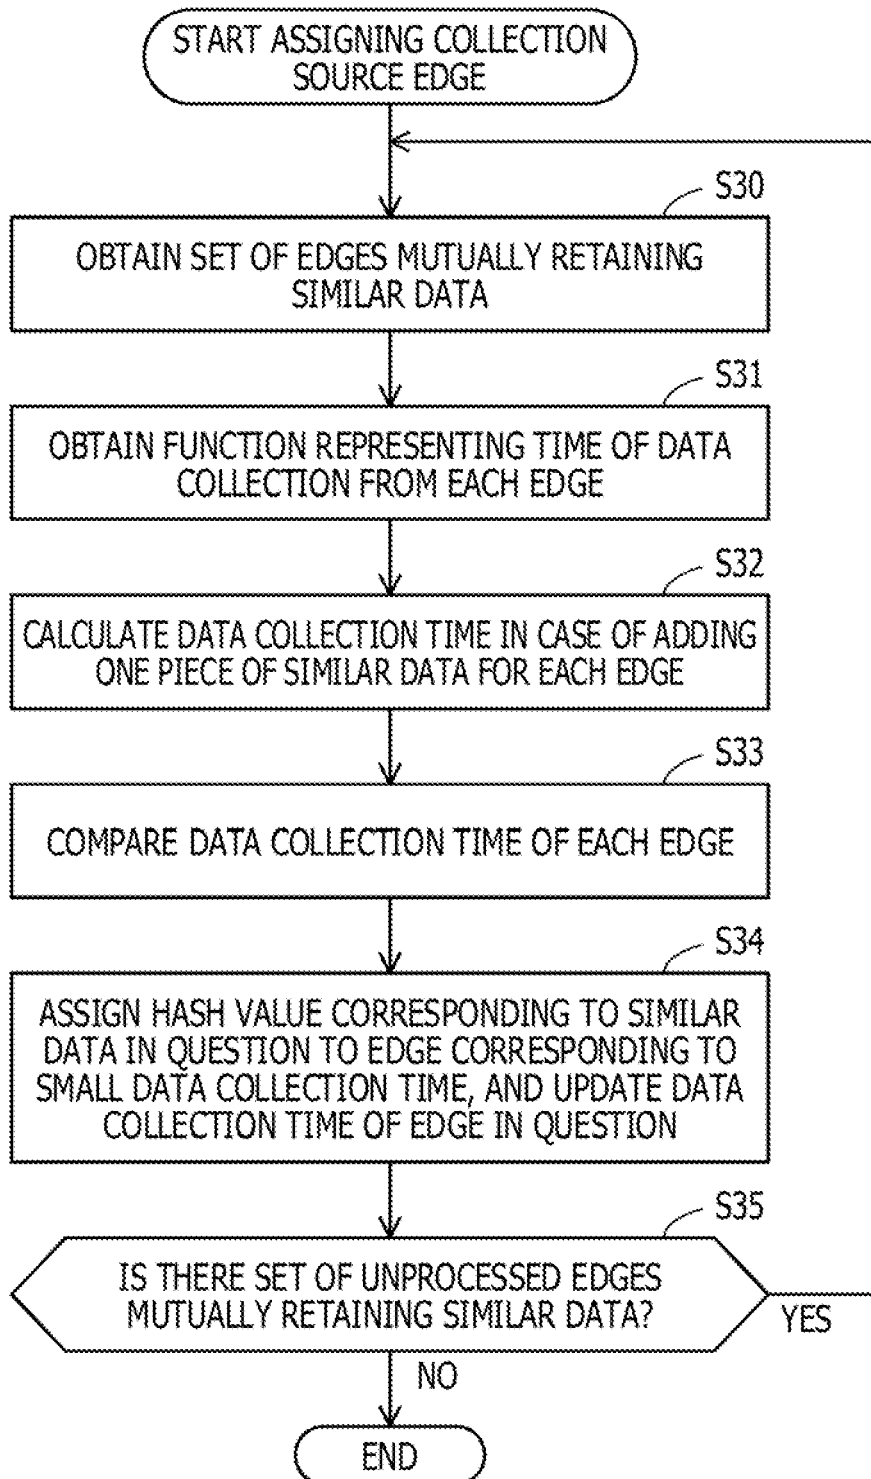 START ASSIGNING COLLECTION
SOURCE EDGE
S30
OBTAIN SET OF EDGES MUTUALLY RETAINING
SIMILAR DATA
S31
OBTAIN FUNCTION REPRESENTING TIME OF DATA
COLLECTION FROM EACH EDGE
S32
CALCULATE DATA COLLECTION TIME IN CASE OF ADDING
ONE PIECE OF SIMILAR DATA FOR EACH EDGE
S33
COMPARE DATA COLLECTION TIME OF EACH EDGE
S34
ASSIGN HASH VALUE CORRESPONDING TO SIMILAR
DATA IN QUESTION TO EDGE CORRESPONDING TO
SMALL DATA COLLECTION TIME, AND UPDATE DATA
COLLECTION TIME OF EDGE IN QUESTION
S35
IS THERE SET OF UNPROCESSED EDGES
MUTUALLY RETAINING SIMILAR DATA?
YES
NO
END